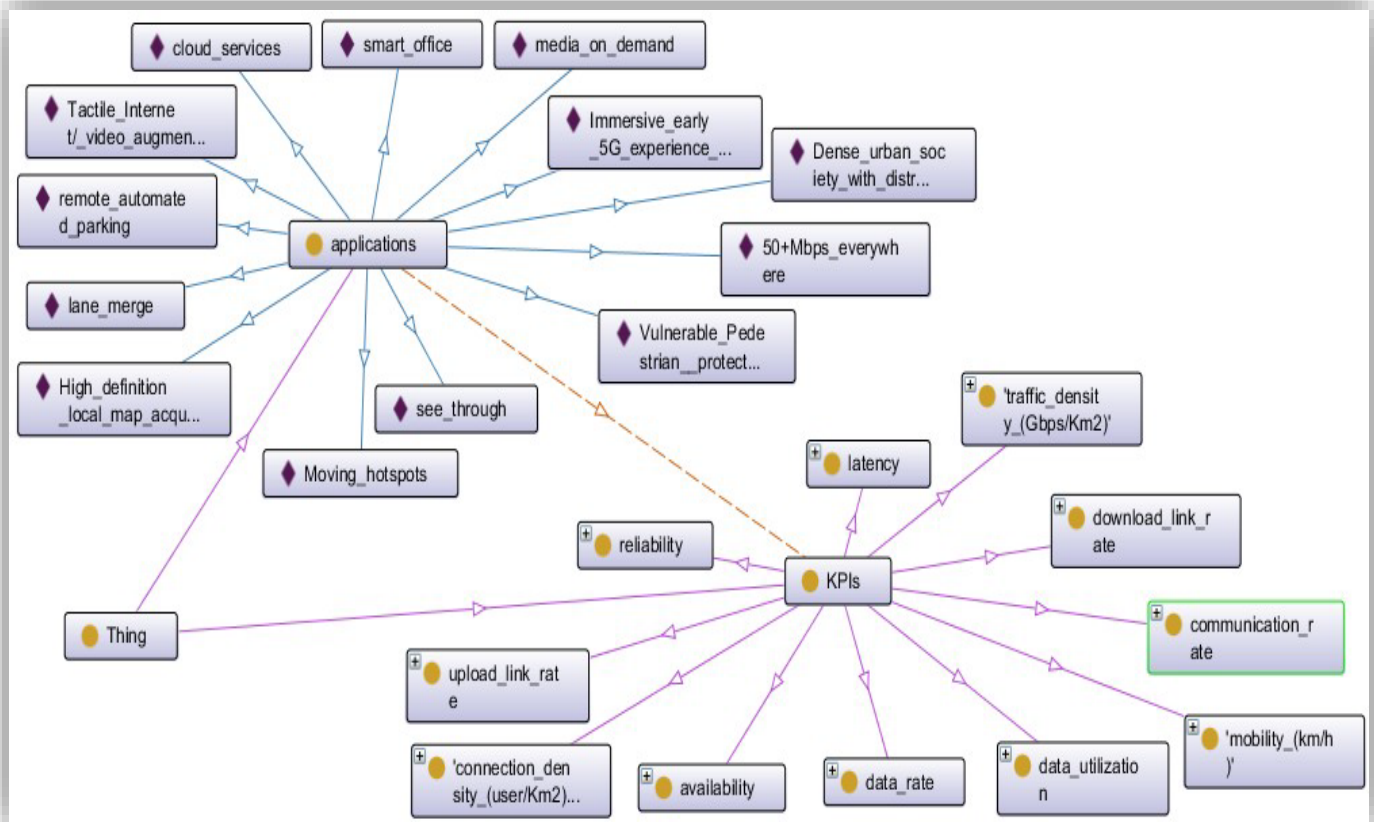 cloud_services
smart_office
media_on_demand
Tactile_Interne
t/_video_augmen...
Immersive_early
_5G_experience_...
Dense_urban_soc
iety_with_distr...
remote_automate
d_parking
applications
50+Mbps_everywh
ere
lane_merge
Vulnerable_Pede
strian__protect...
High_definition
_local_map_acqu...
see_through
Moving_hotspots
'traffic_densit
y_(Gbps/Km2)'
latency
download_link_r
ate
reliability
KPIs
Thing
communication_r
ate
upload_link_rat
e
'mobility_(km/h
)'
'connection_den
sity_(user/Km2)...
availability
data_rate
data_utilizatio
n